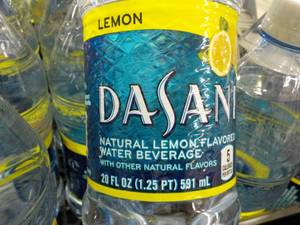 LEMON
DASANI
NATURAL LEMON FLAVORED
WATER BEVERAGE
WITH OTHER NATURAL FLAVORS
20 FL OZ (1.25 PT) 591 mL
5